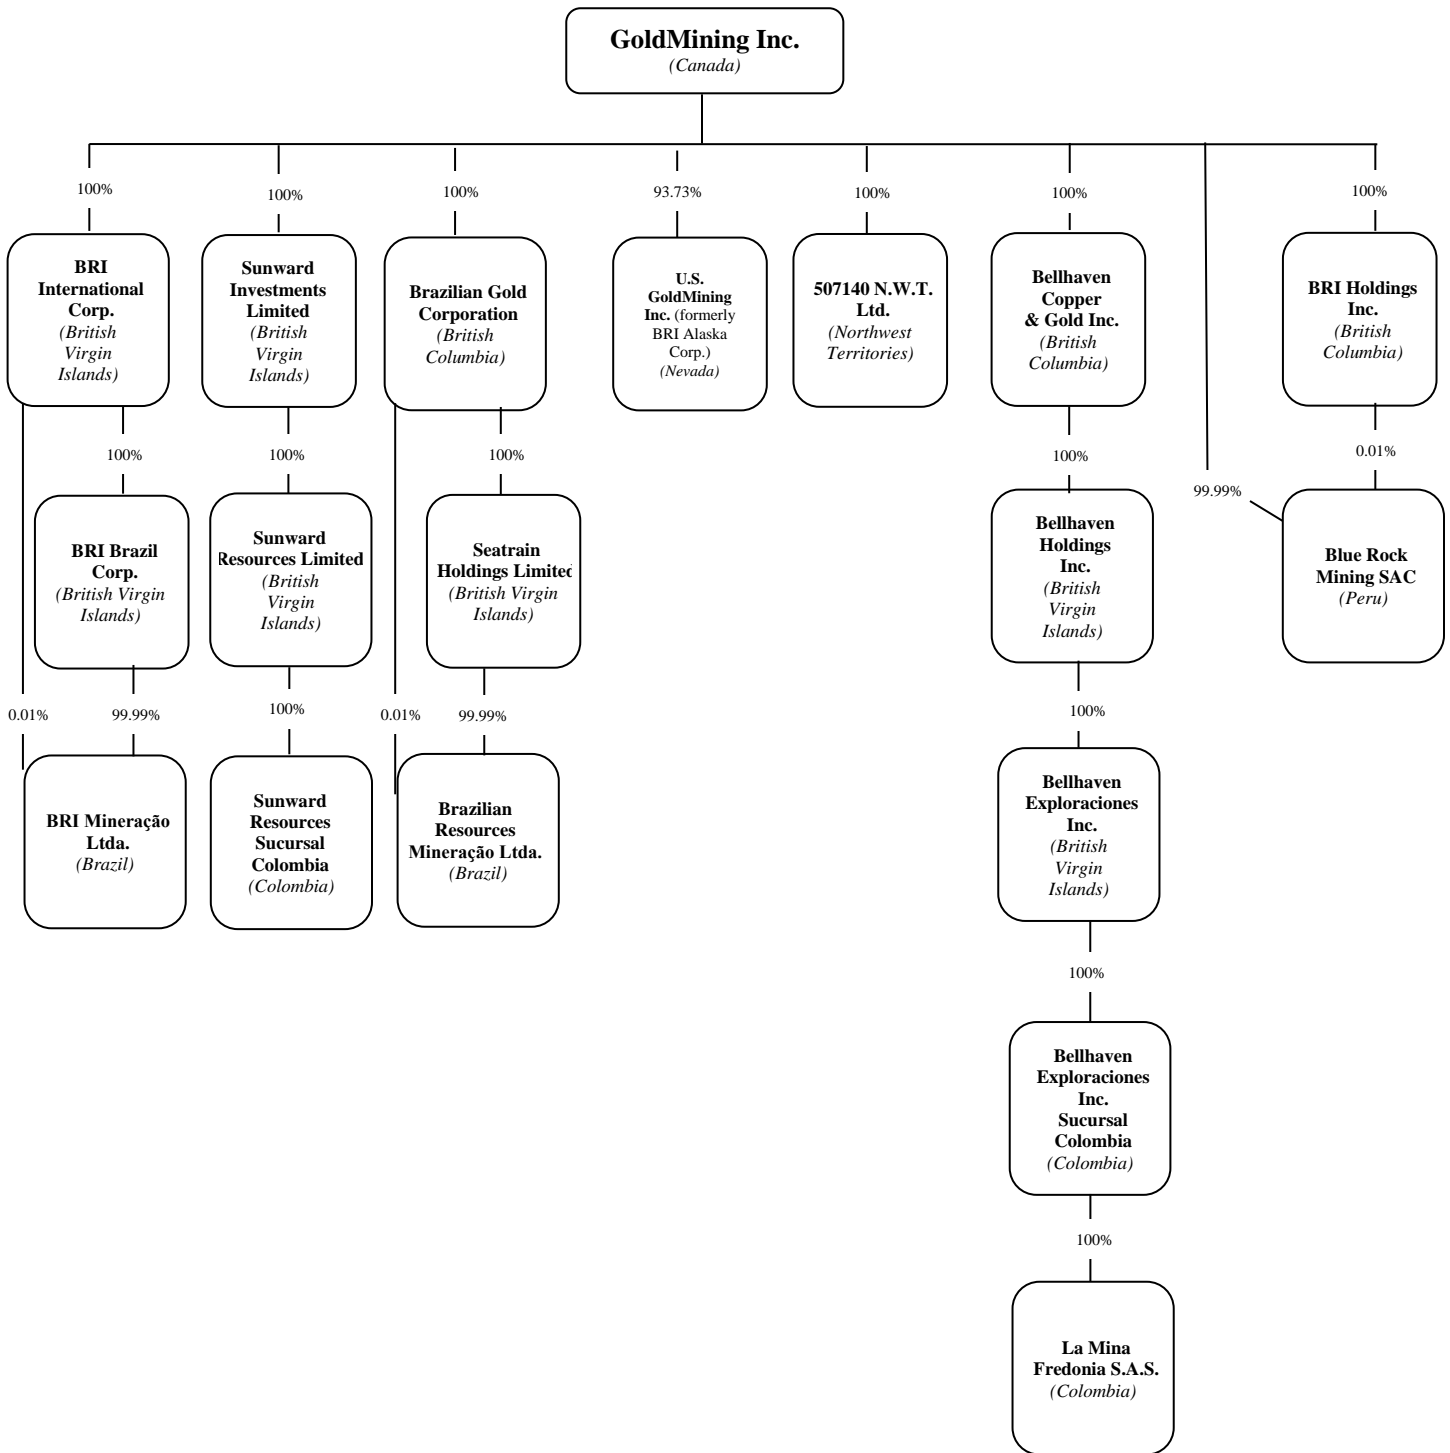 GoldMining Inc.
(Canada)
100%
100%
100%
93.73%
100%
100%
100%
BRI
International
Corp.
(British
Virgin
Islands)
Sunward
Investments
Limited
(British
Virgin
Islands)
Brazilian Gold
Corporation
(British
Columbia)
U.S.
GoldMining
Inc. (formerly
BRI Alaska
Corp.)
(Nevada)
507140 N.W.T.
Ltd.
(Northwest
Territories)
Bellhaven
Copper
& Gold Inc.
(British
Columbia)
BRI Holdings
Inc.
(British
Columbia)
100%
100%
100%
100%
0.01%
99.99%
BRI Brazil
Corp.
(British Virgin
Islands)
Sunward
Resources Limited
(British
Virgin
Islands)
Seatrain
Holdings Limited
(British Virgin
Islands)
Bellhaven
Holdings
Inc.
(British
Virgin
Islands)
Blue Rock
Mining SAC
(Peru)
0.01%
99.99%
100%
0.01%
99.99%
100%
BRI Mineração
Ltda.
(Brazil)
Sunward
Resources
Sucursal
Colombia
(Colombia)
Brazilian
Resources
Mineração Ltda.
(Brazil)
Bellhaven
Exploraciones
Inc.
(British
Virgin
Islands)
100%
Bellhaven
Exploraciones
Inc.
Sucursal
Colombia
(Colombia)
100%
La Mina
Fredonia S.A.S.
(Colombia)